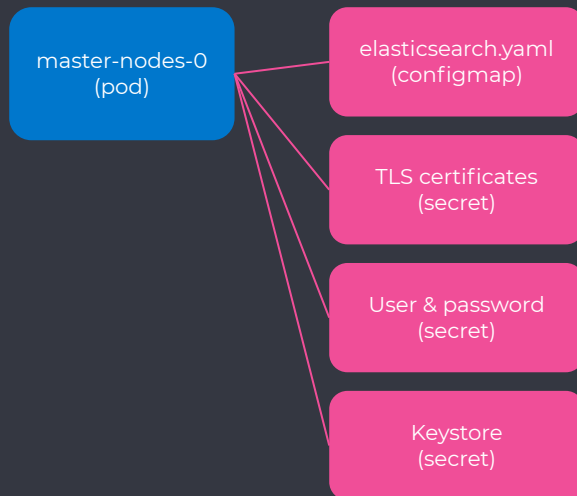 master-nodes-0
(pod)
elasticsearch.yaml
(configmap)
TLS certificates
(secret)
User & password
(secret)
Keystore
(secret)